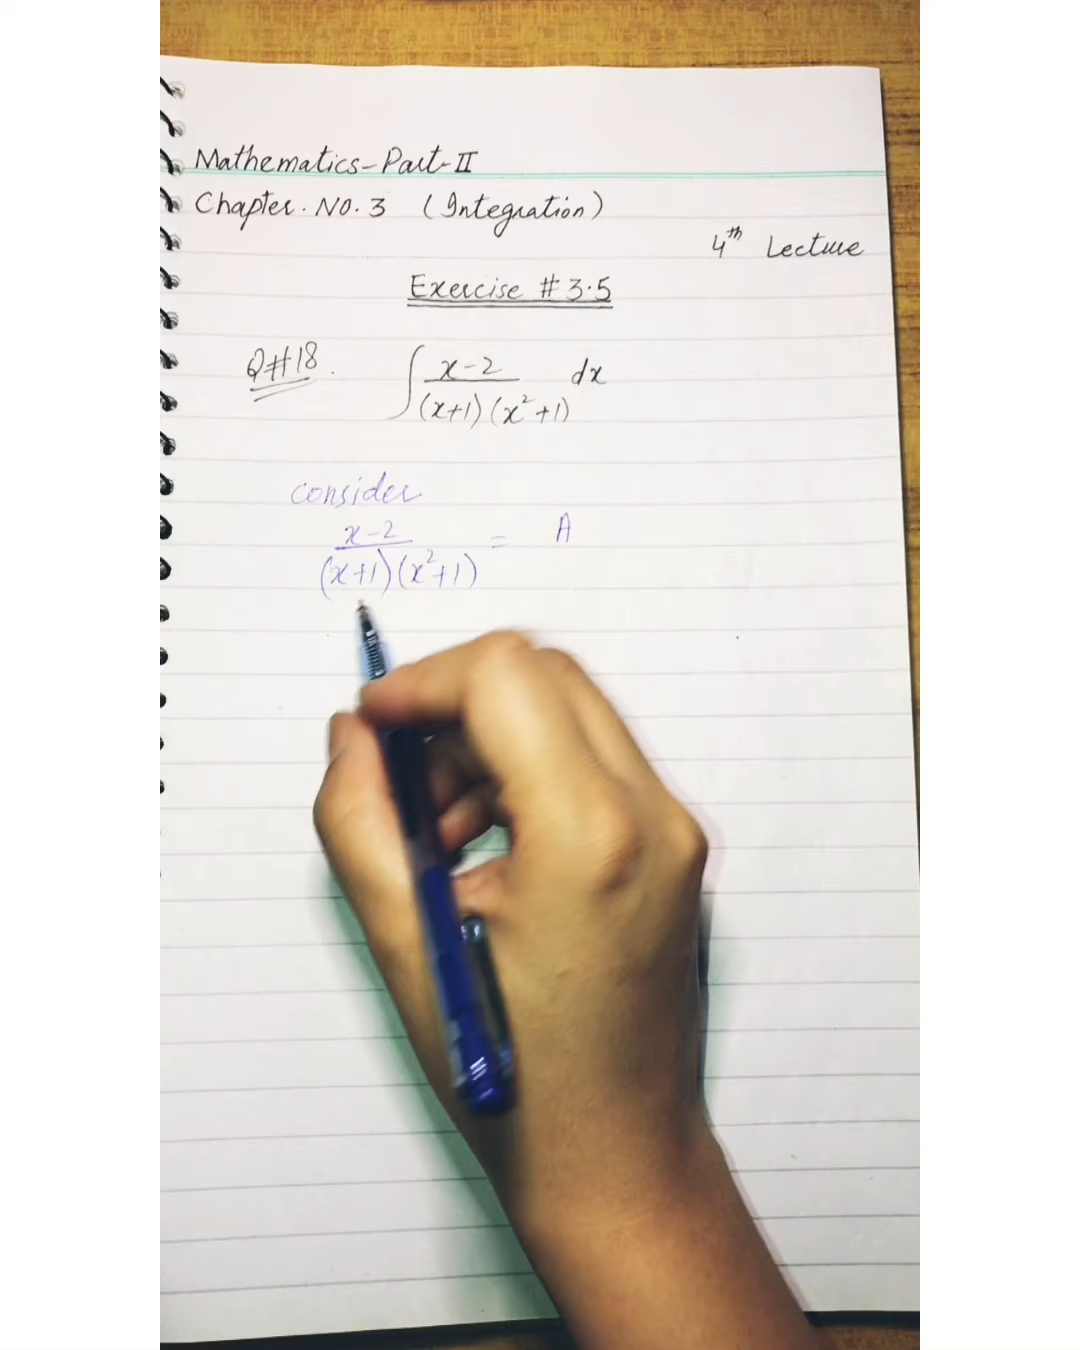 Mathematics-Part-II
Chapter.No.3 (Integration)
4th Lecture
Exercise #3.5
Q#18. ∫ x-2 / (x+1)(x²+1) dx
consider
x-2 / (x+1)(x²+1) = A